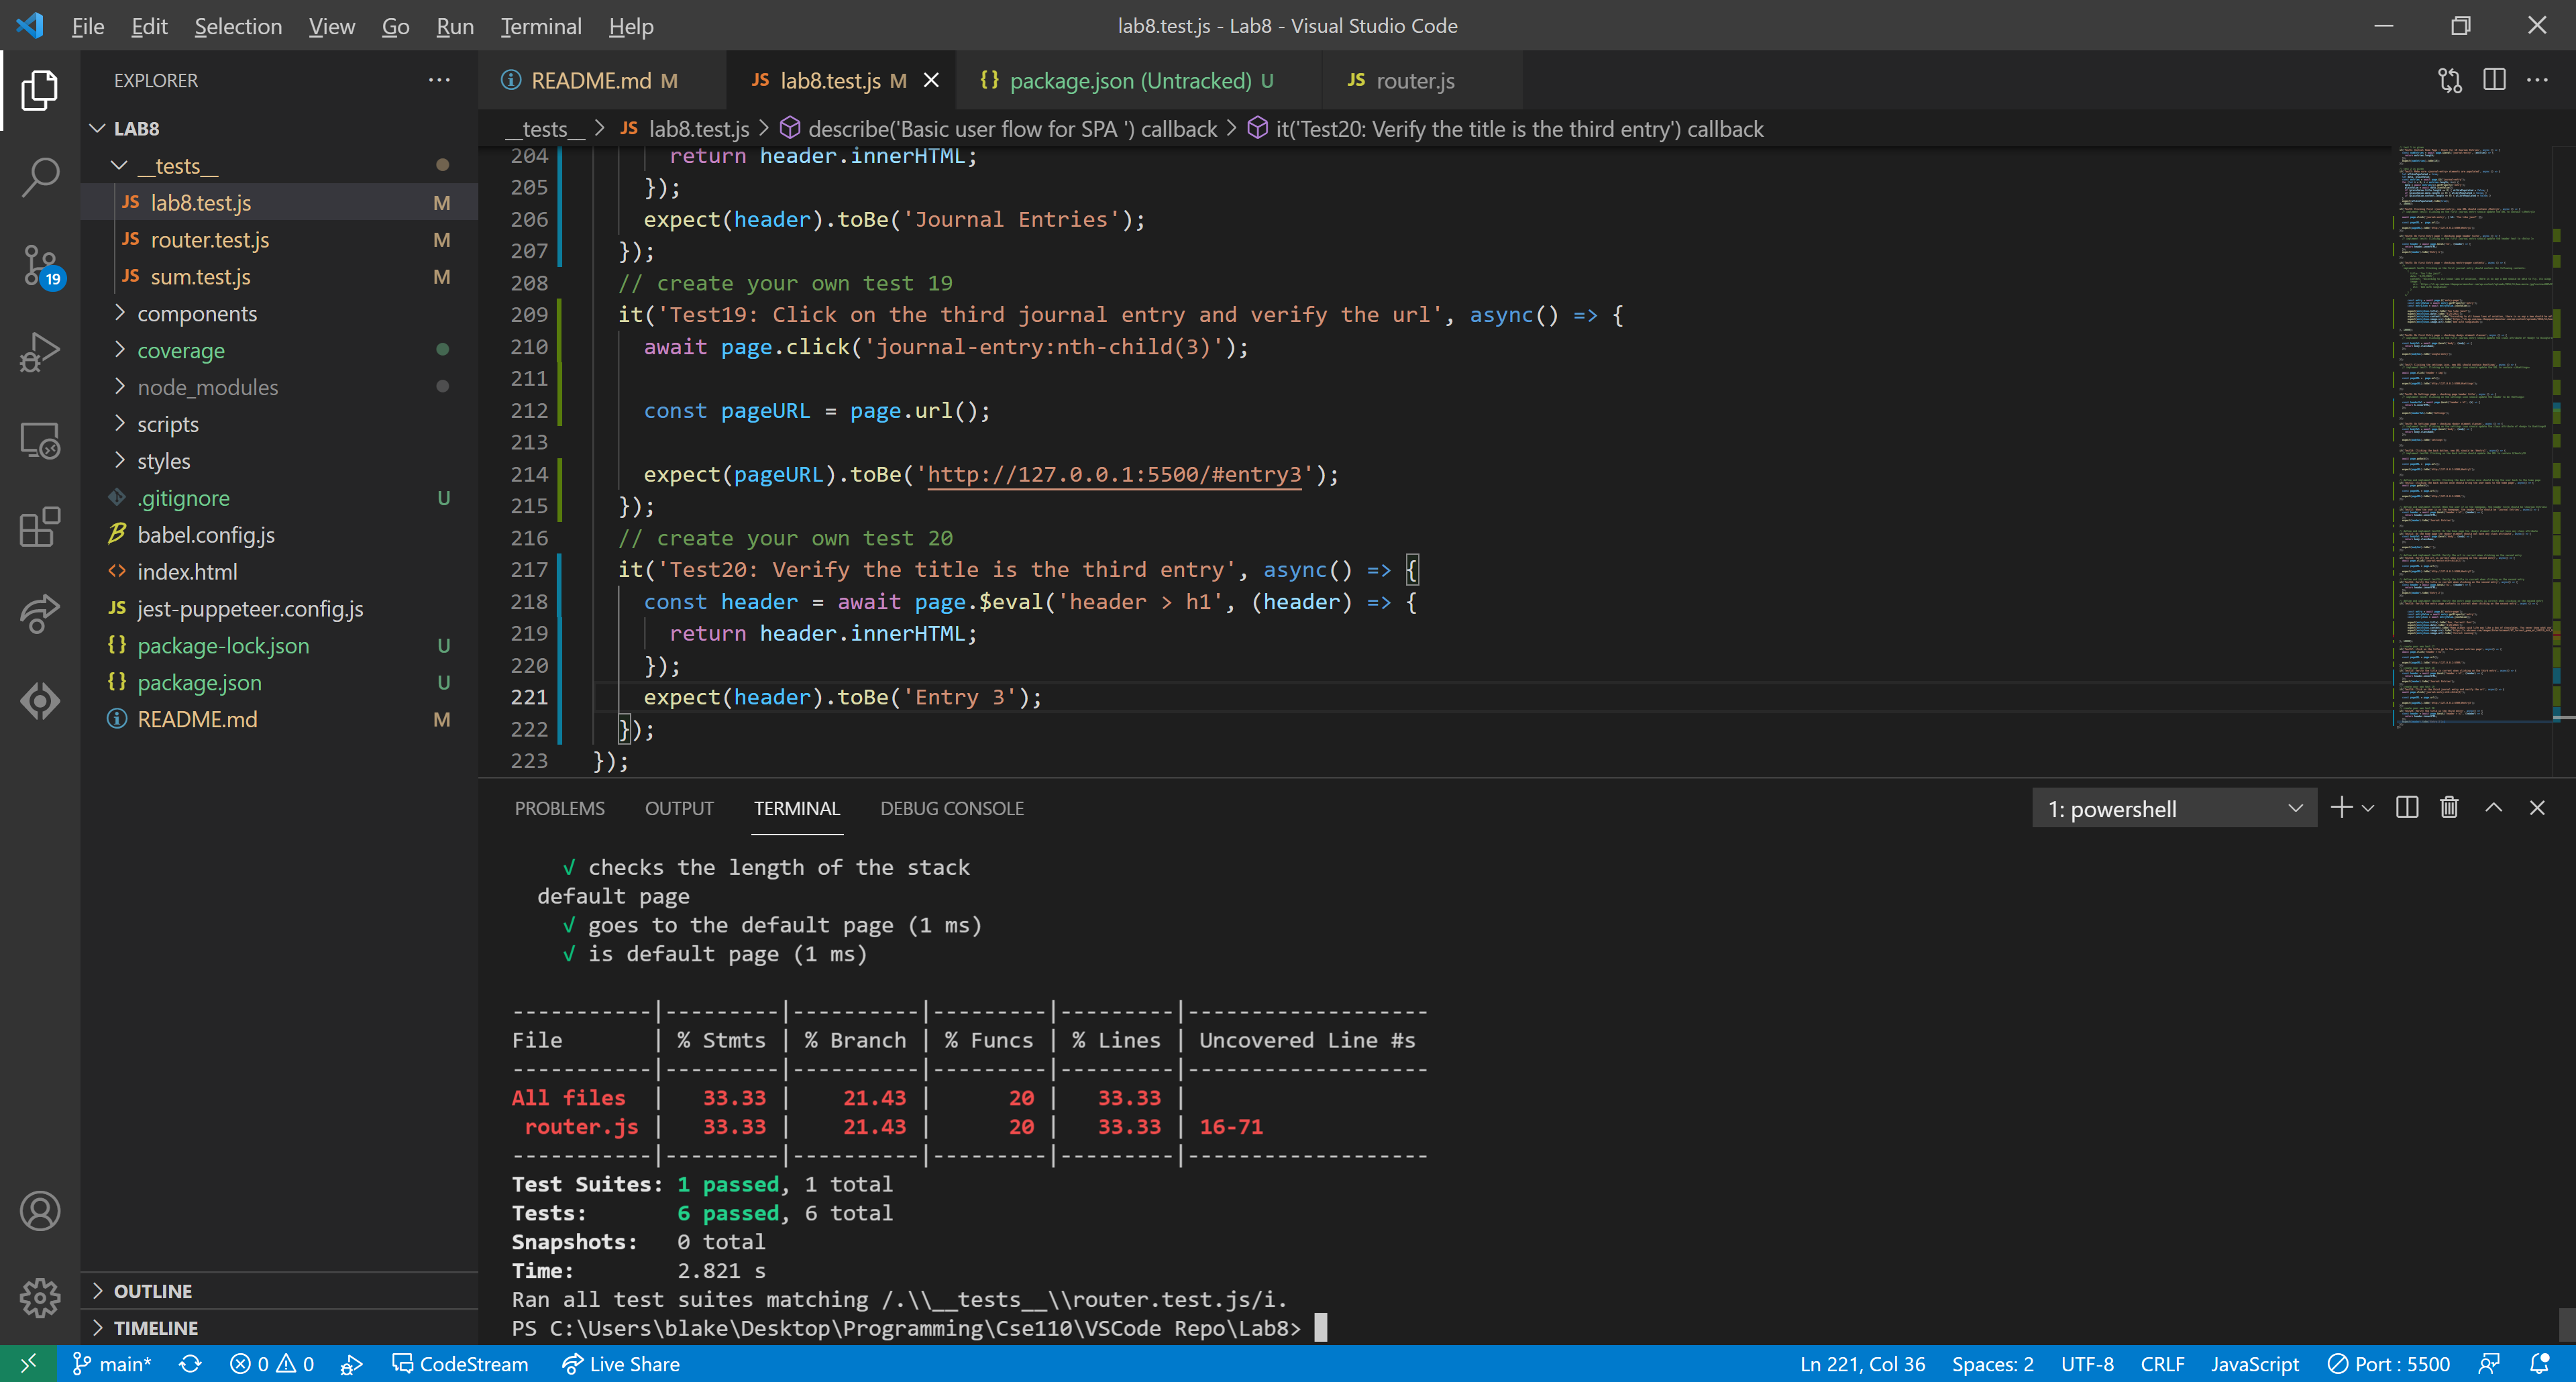 File Edit Selection View Go Run Terminal Help
lab8.test.js - Lab8 - Visual Studio Code
EXPLORER
README.md M
JS lab8.test.js M
{} package.json (Untracked) U
JS router.js
LAB8
__tests__
JS lab8.test.js M
JS router.test.js M
JS sum.test.js M
components
coverage
node_modules
scripts
styles
.gitignore U
babel.config.js
<> index.html
JS jest-puppeteer.config.js
{} package-lock.json U
{} package.json U
README.md M
OUTLINE
TIMELINE
19
__tests__ > JS lab8.test.js > describe('Basic user flow for SPA ') callback > it('Test20: Verify the title is the third entry') callback
204 return header.innerHTML;
205 });
206 expect(header).toBe('Journal Entries');
207 });
208 // create your own test 19
209 it('Test19: Click on the third journal entry and verify the url', async() => {
210 await page.click('journal-entry:nth-child(3)');
211
212 const pageURL = page.url();
213
214 expect(pageURL).toBe('http://127.0.0.1:5500/#entry3');
215 });
216 // create your own test 20
217 it('Test20: Verify the title is the third entry', async() => {
218 const header = await page.$eval('header > h1', (header) => {
219 return header.innerHTML;
220 });
221 expect(header).toBe('Entry 3');
222 });
223 });
PROBLEMS OUTPUT TERMINAL DEBUG CONSOLE
1: powershell
√ checks the length of the stack
default page
√ goes to the default page (1 ms)
√ is default page (1 ms)
-----------|---------|----------|---------|---------|-------------------
File | % Stmts | % Branch | % Funcs | % Lines | Uncovered Line #s
-----------|---------|----------|---------|---------|-------------------
All files | 33.33 | 21.43 | 20 | 33.33 |
router.js | 33.33 | 21.43 | 20 | 33.33 | 16-71
-----------|---------|----------|---------|---------|-------------------
Test Suites: 1 passed, 1 total
Tests: 6 passed, 6 total
Snapshots: 0 total
Time: 2.821 s
Ran all test suites matching /.\\__tests__\\router.test.js/i.
PS C:\Users\blake\Desktop\Programming\Cse110\VSCode Repo\Lab8>
main* 0 0 CodeStream Live Share
Ln 221, Col 36 Spaces: 2 UTF-8 CRLF JavaScript Port : 5500